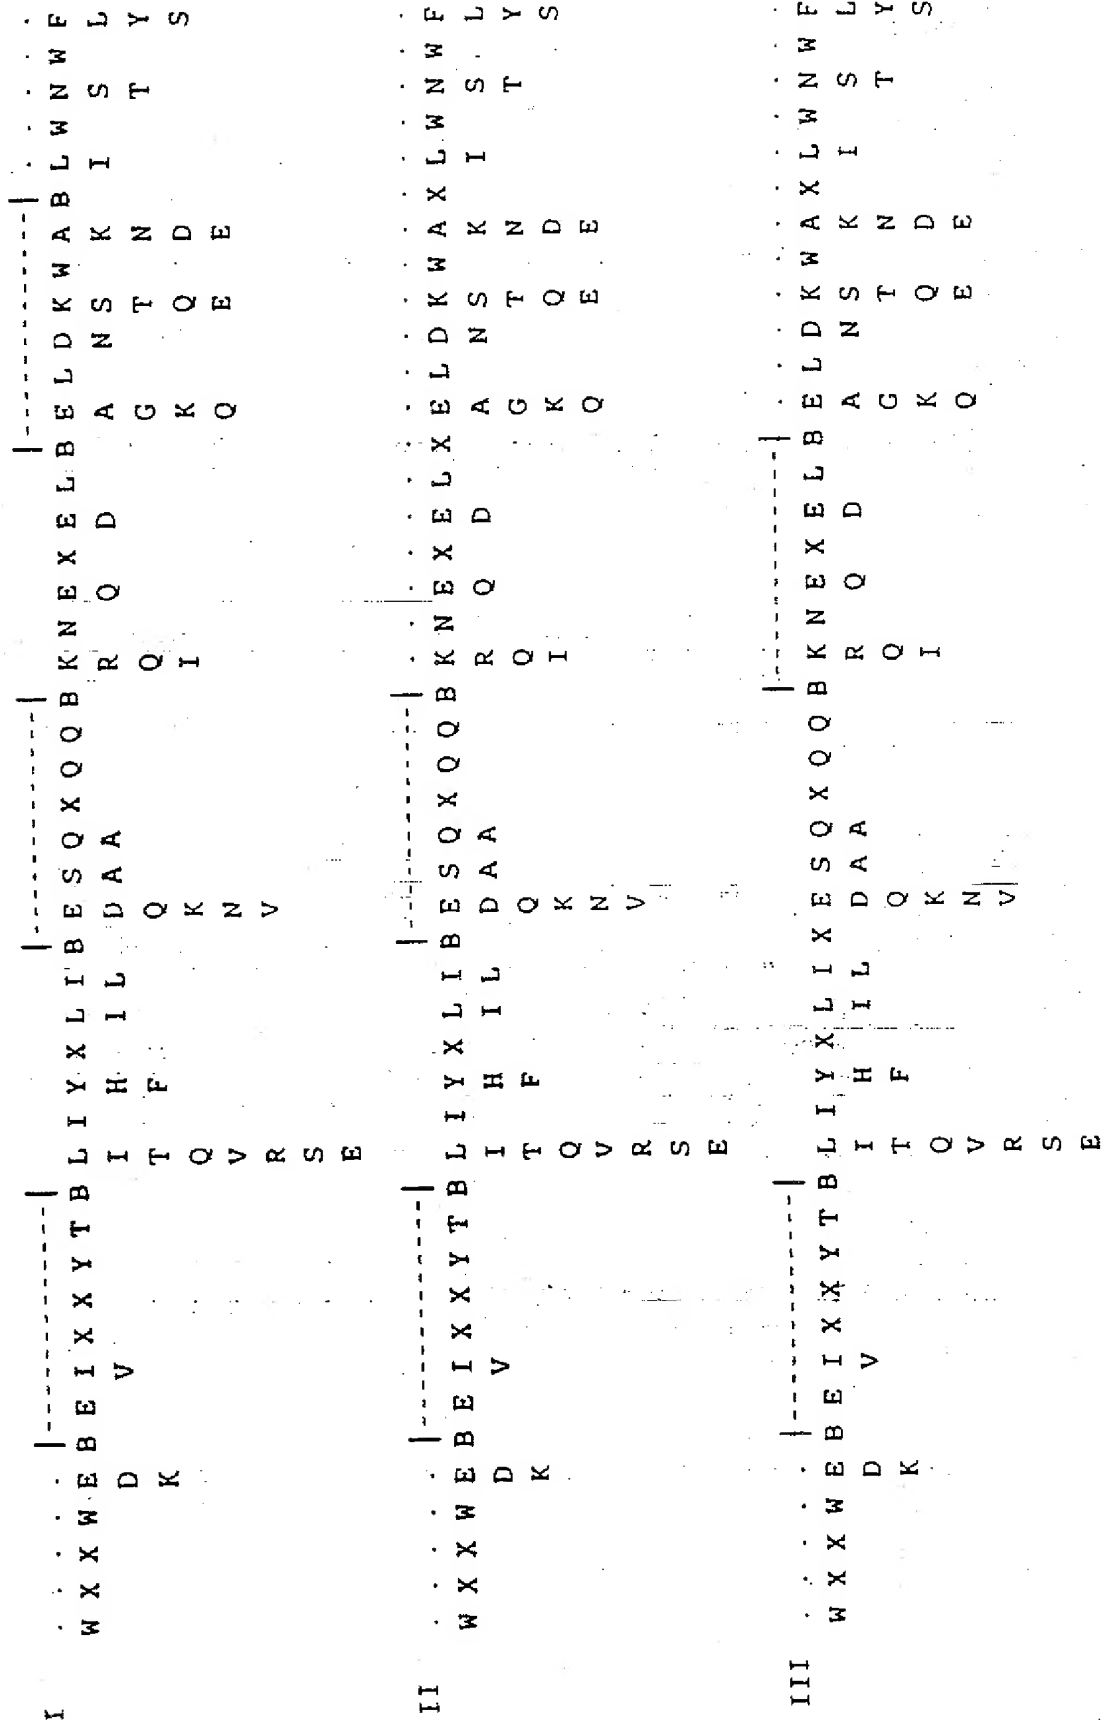 I
W X X W E B E I X X Y T B L I Y X L I B E S Q X Q Q B K N E X E L B E L D K W A B L W N W F
D V I H I L D A A R Q D A N S K I S L
K T F Q Q G T N T Y
Q K I K Q D S
V N Q E E
R V
S
E
II
W X X W E B E I X X Y T B L I Y X L I B E S Q X Q Q B K N E X E L X E L D K W A X L W N W F
D V I H I L D A A R Q D A N S K I S L
K T F Q Q G T N T Y
Q K I K Q D S
V N Q E E
R V
S
E
III
W X X W E B E I X X Y T B L I Y X L I X E S Q X Q Q B K N E X E L B E L D K W A X L W N W F
D V I H I L D A A R Q D A N S K I S L
K T F Q Q G T N T Y
Q K I K Q D S
V N Q E E
R V
S
E